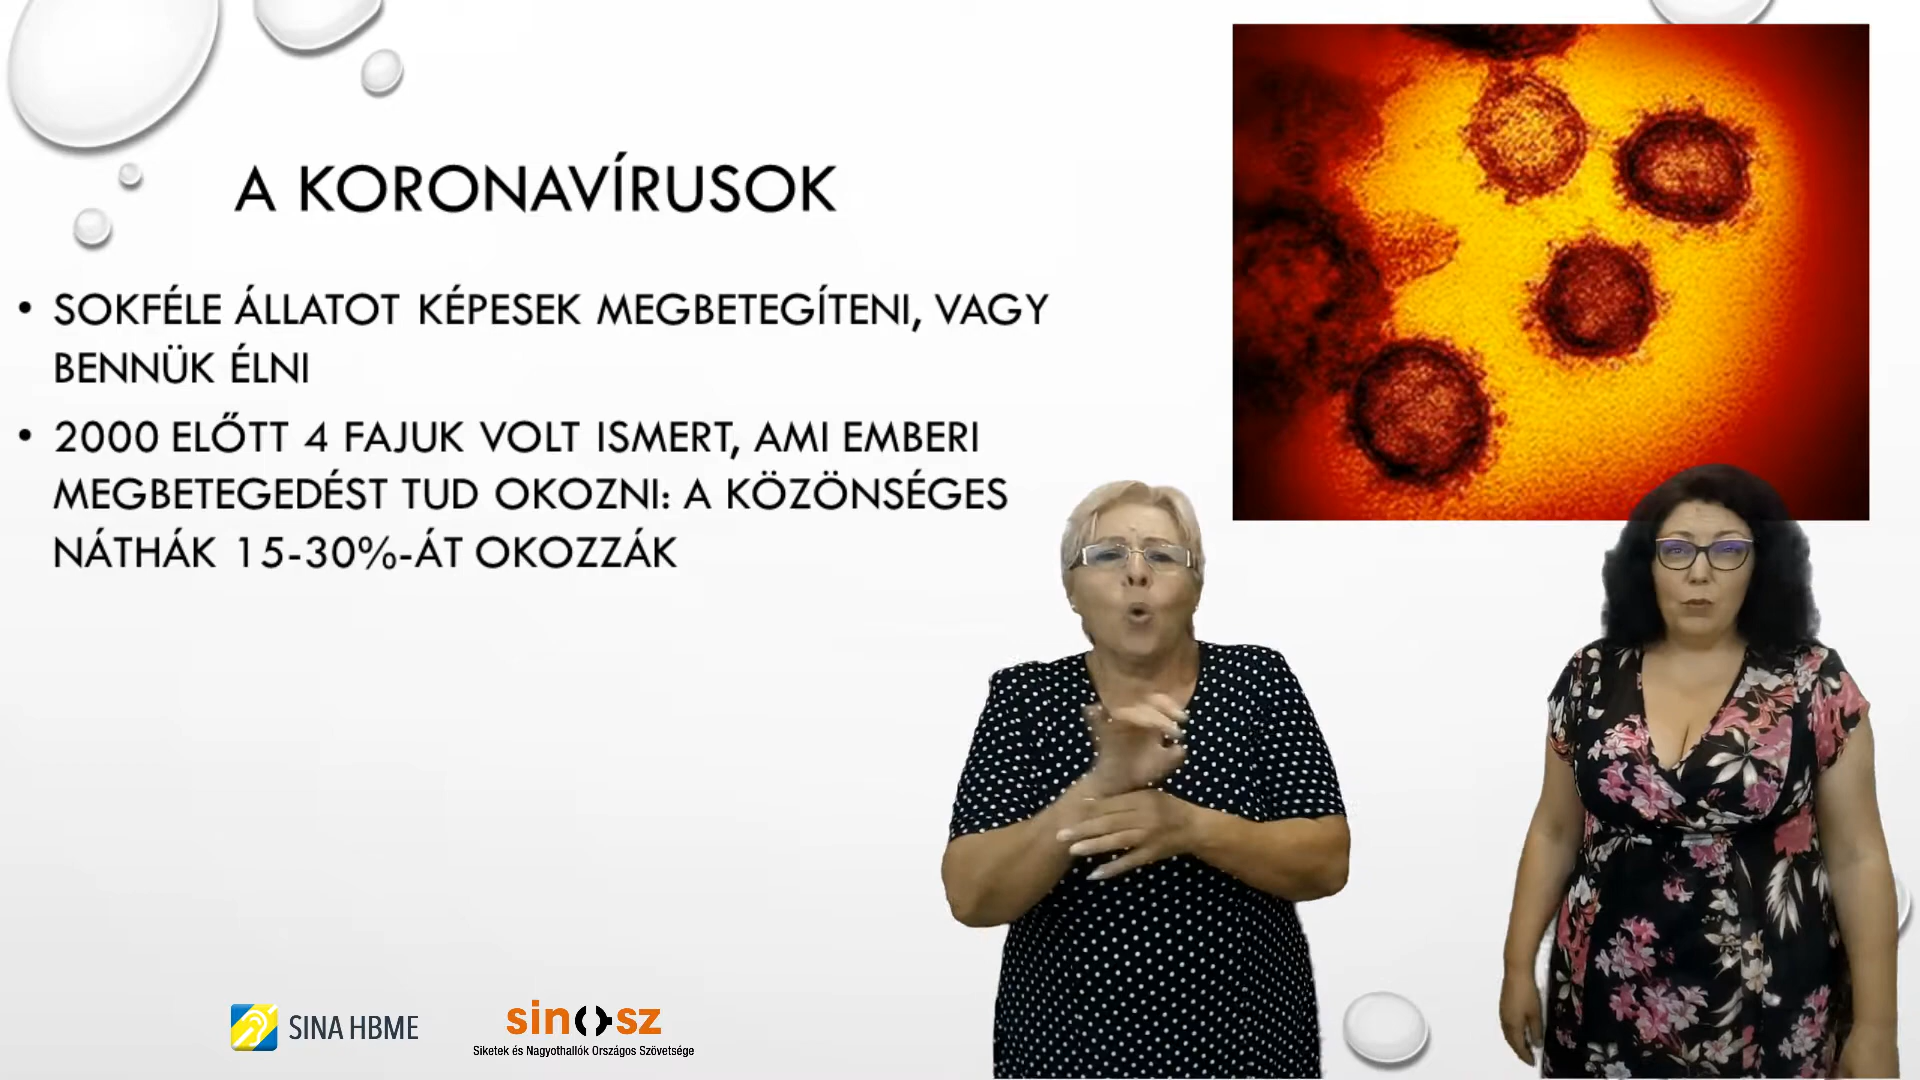 A KORONAVÍRUSOK
• SOKFÉLE ÁLLATOT KÉPESEK MEGBETEGÍTENI, VAGY
BENNÜK ÉLNI
• 2000 ELŐTT 4 FAJUK VOLT ISMERT, AMI EMBERI
MEGBETEGEDÉST TUD OKOZNI: A KÖZÖNSÉGES
NÁTHÁK 15-30%-ÁT OKOZZÁK
SINA HBME
sinosz
Siketek és Nagyothallók Országos Szövetsége